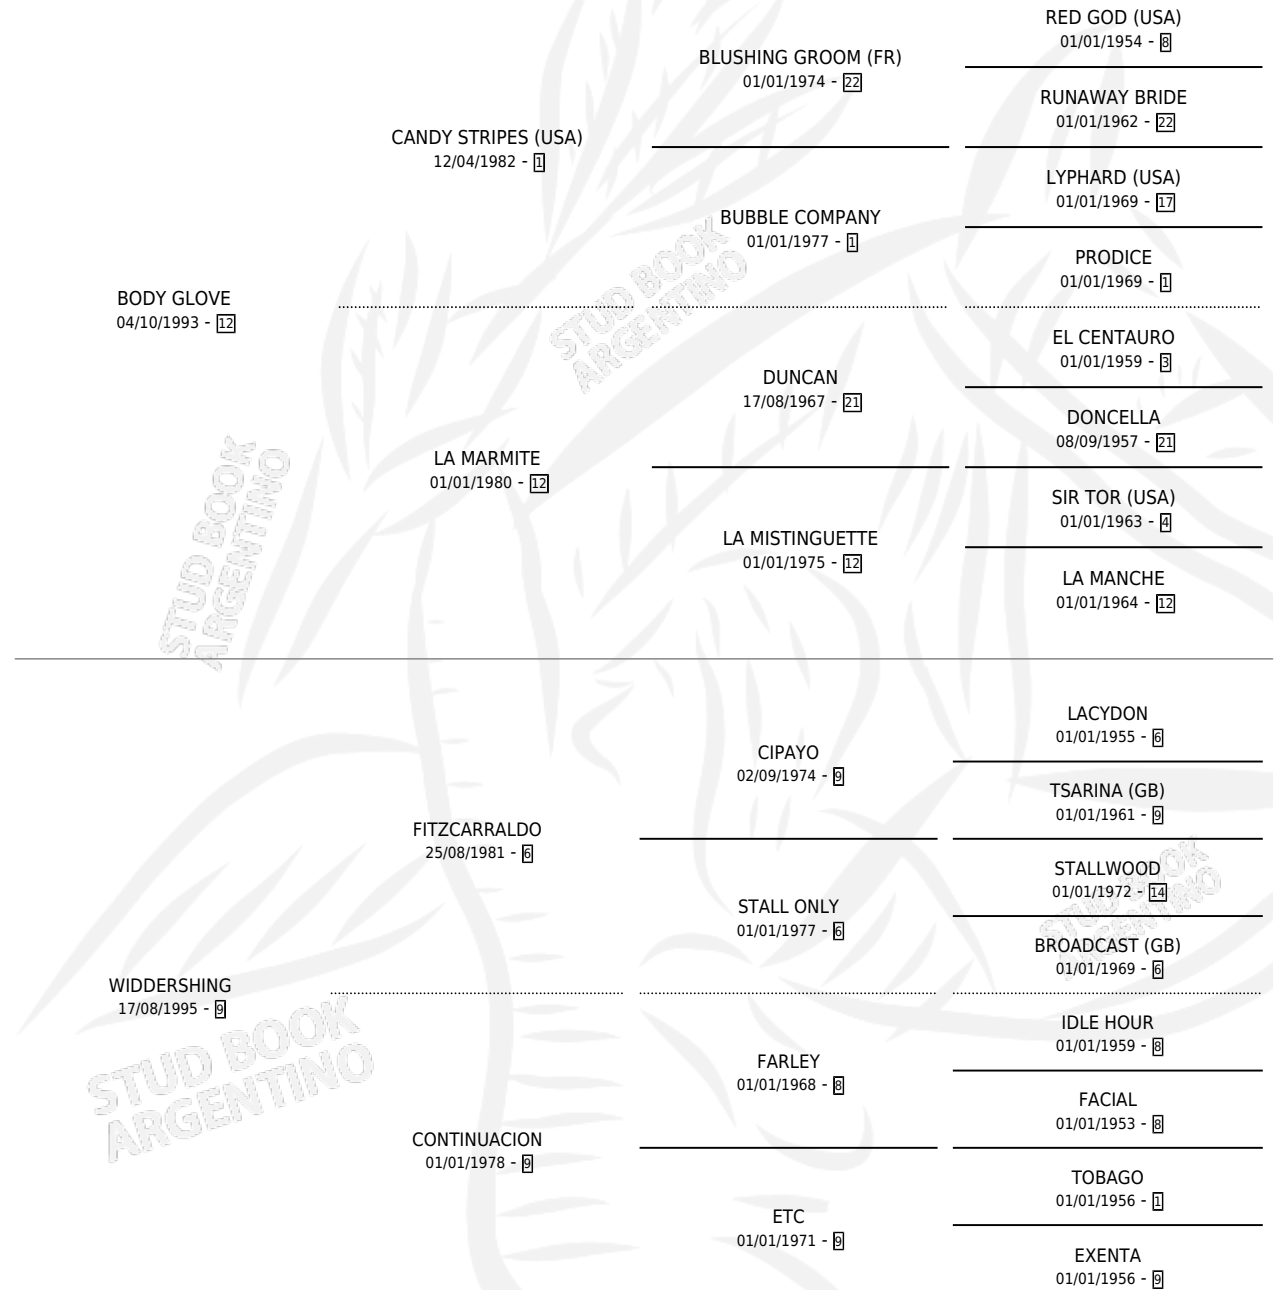 RED GOD (USA)
01/01/1954 - 8
BLUSHING GROOM (FR)
01/01/1974 - 22
RUNAWAY BRIDE
01/01/1962 - 22
CANDY STRIPES (USA)
12/04/1982 - 1
LYPHARD (USA)
01/01/1969 - 17
BUBBLE COMPANY
01/01/1977 - 1
PRODICE
01/01/1969 - 1
BODY GLOVE
04/10/1993 - 12
EL CENTAURO
01/01/1959 - 3
DUNCAN
17/08/1967 - 21
DONCELLA
08/09/1957 - 21
LA MARMITE
01/01/1980 - 12
SIR TOR (USA)
01/01/1963 - 4
LA MISTINGUETTE
01/01/1975 - 12
LA MANCHE
01/01/1964 - 12
STUD BOOK
ARGENTINO
STUD BOOK
ARGENTINO
LACYDON
01/01/1955 - 6
CIPAYO
02/09/1974 - 9
TSARINA (GB)
01/01/1961 - 9
FITZCARRALDO
25/08/1981 - 6
STALLWOOD
01/01/1972 - 14
STALL ONLY
01/01/1977 - 6
BROADCAST (GB)
01/01/1969 - 6
STUD BOOK
ARGENTINO
WIDDERSHING
17/08/1995 - 9
IDLE HOUR
01/01/1959 - 8
FARLEY
01/01/1968 - 8
FACIAL
01/01/1953 - 8
CONTINUACION
01/01/1978 - 9
TOBAGO
01/01/1956 - 1
ETC
01/01/1971 - 9
EXENTA
01/01/1956 - 9
STUD BOOK
ARGENTINO